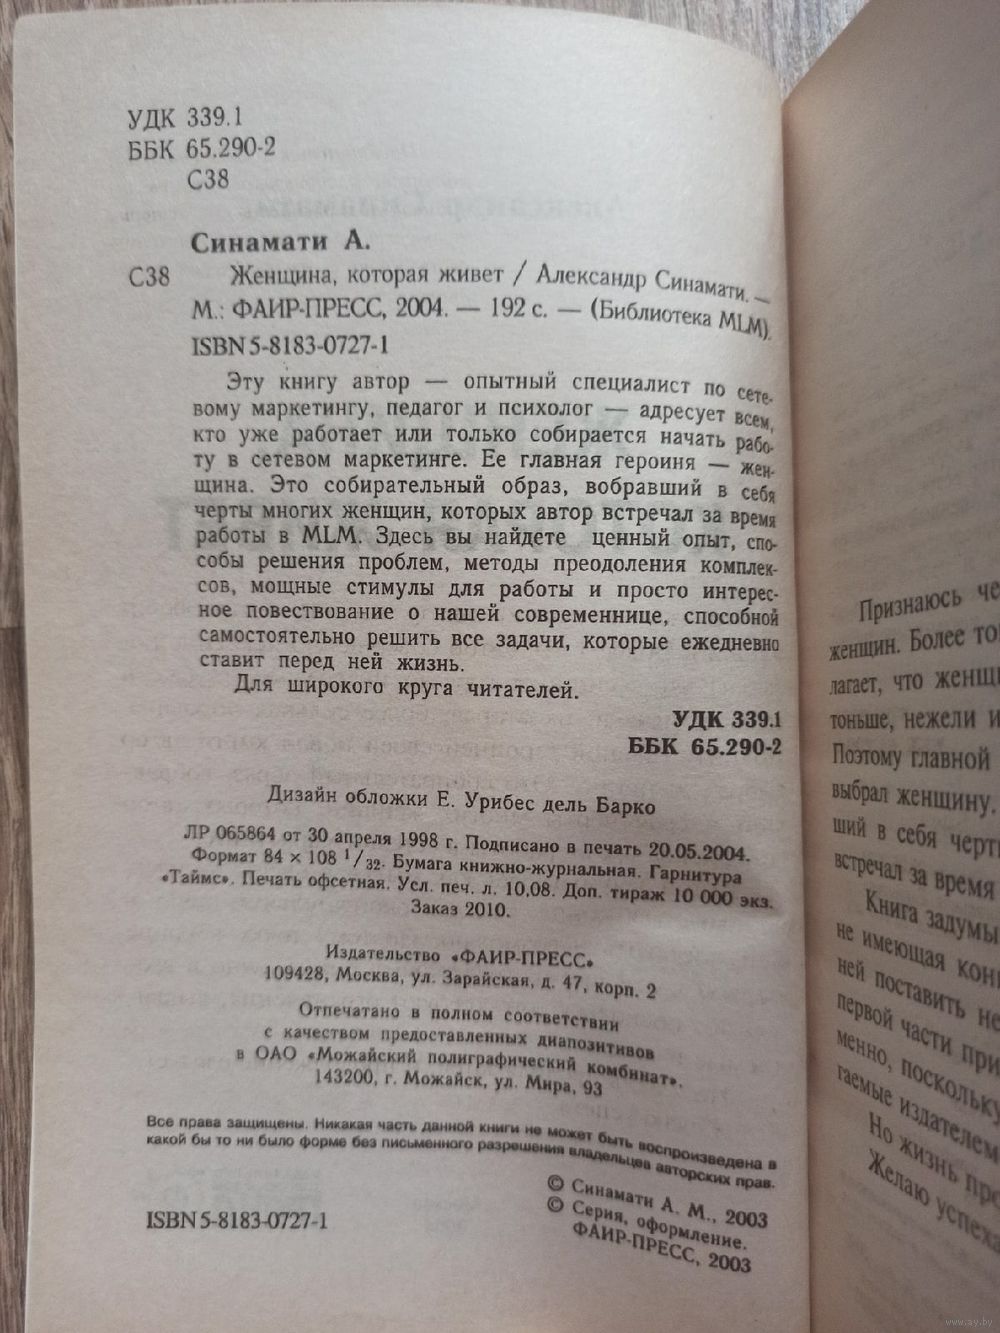 УДК 339.1
ББК 65.290-2
С38
Синамати А.
С38 Женщина, которая живет / Александр Синамати. —
М.: ФАИР-ПРЕСС, 2004. — 192 с. — (Библиотека MLM).
ISBN 5-8183-0727-1
Эту книгу автор — опытный специалист по сете-
вому маркетингу, педагог и психолог — адресует всем,
кто уже работает или только собирается начать рабо-
ту в сетевом маркетинге. Ее главная героиня — жен-
щина. Это собирательный образ, вобравший в себя
черты многих женщин, которых автор встречал за время
работы в MLM. Здесь вы найдете ценный опыт, спо-
собы решения проблем, методы преодоления комплек-
сов, мощные стимулы для работы и просто интерес-
ное повествование о нашей современнице, способной
самостоятельно решить все задачи, которые ежедневно
ставит перед ней жизнь.
Для широкого круга читателей.
УДК 339.1
ББК 65.290-2
Дизайн обложки Е. Урибес дель Барко
ЛР 065864 от 30 апреля 1998 г. Подписано в печать 20.05.2004.
Формат 84 × 108 1/32. Бумага книжно-журнальная. Гарнитура
«Таймс». Печать офсетная. Усл. печ. л. 10,08. Доп. тираж 10 000 экз.
Заказ 2010.
Издательство «ФАИР-ПРЕСС»
109428, Москва, ул. Зарайская, д. 47, корп. 2
Отпечатано в полном соответствии
с качеством предоставленных диапозитивов
в ОАО «Можайский полиграфический комбинат».
143200, г. Можайск, ул. Мира, 93
Все права защищены. Никакая часть данной книги не может быть воспроизведена в
какой бы то ни было форме без письменного разрешения владельцев авторских прав.
© Синамати А. М., 2003
© Серия, оформление.
ФАИР-ПРЕСС, 2003
ISBN 5-8183-0727-1
Признаюсь че
женщин. Более то
лагает, что женщи
тоньше, нежели и
Поэтому главной
выбрал женщину.
ший в себя черты
встречал за время
Книга задумы
не имеющая кон
ней поставить не
первой части при
менно, поскольку
гаемые издателем
Но жизнь про
Желаю успеха
www.ay.by